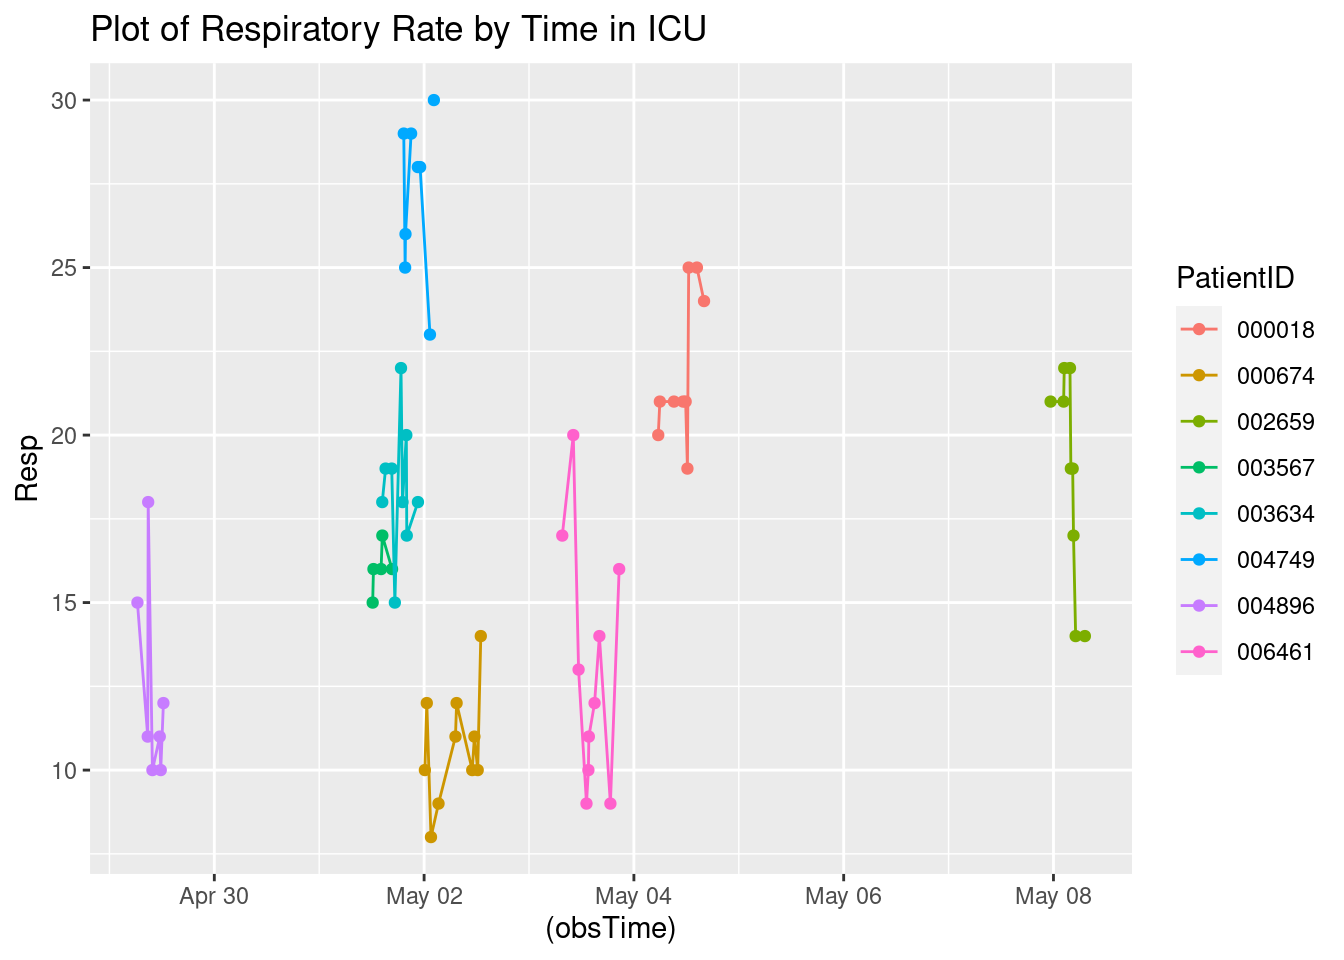 Plot of Respiratory Rate by Time in ICU
30
25
20
15
10
Resp
Apr 30 May 02 May 04 May 06 May 08
(obsTime)
PatientID
000018
000674
002659
003567
003634
004749
004896
006461